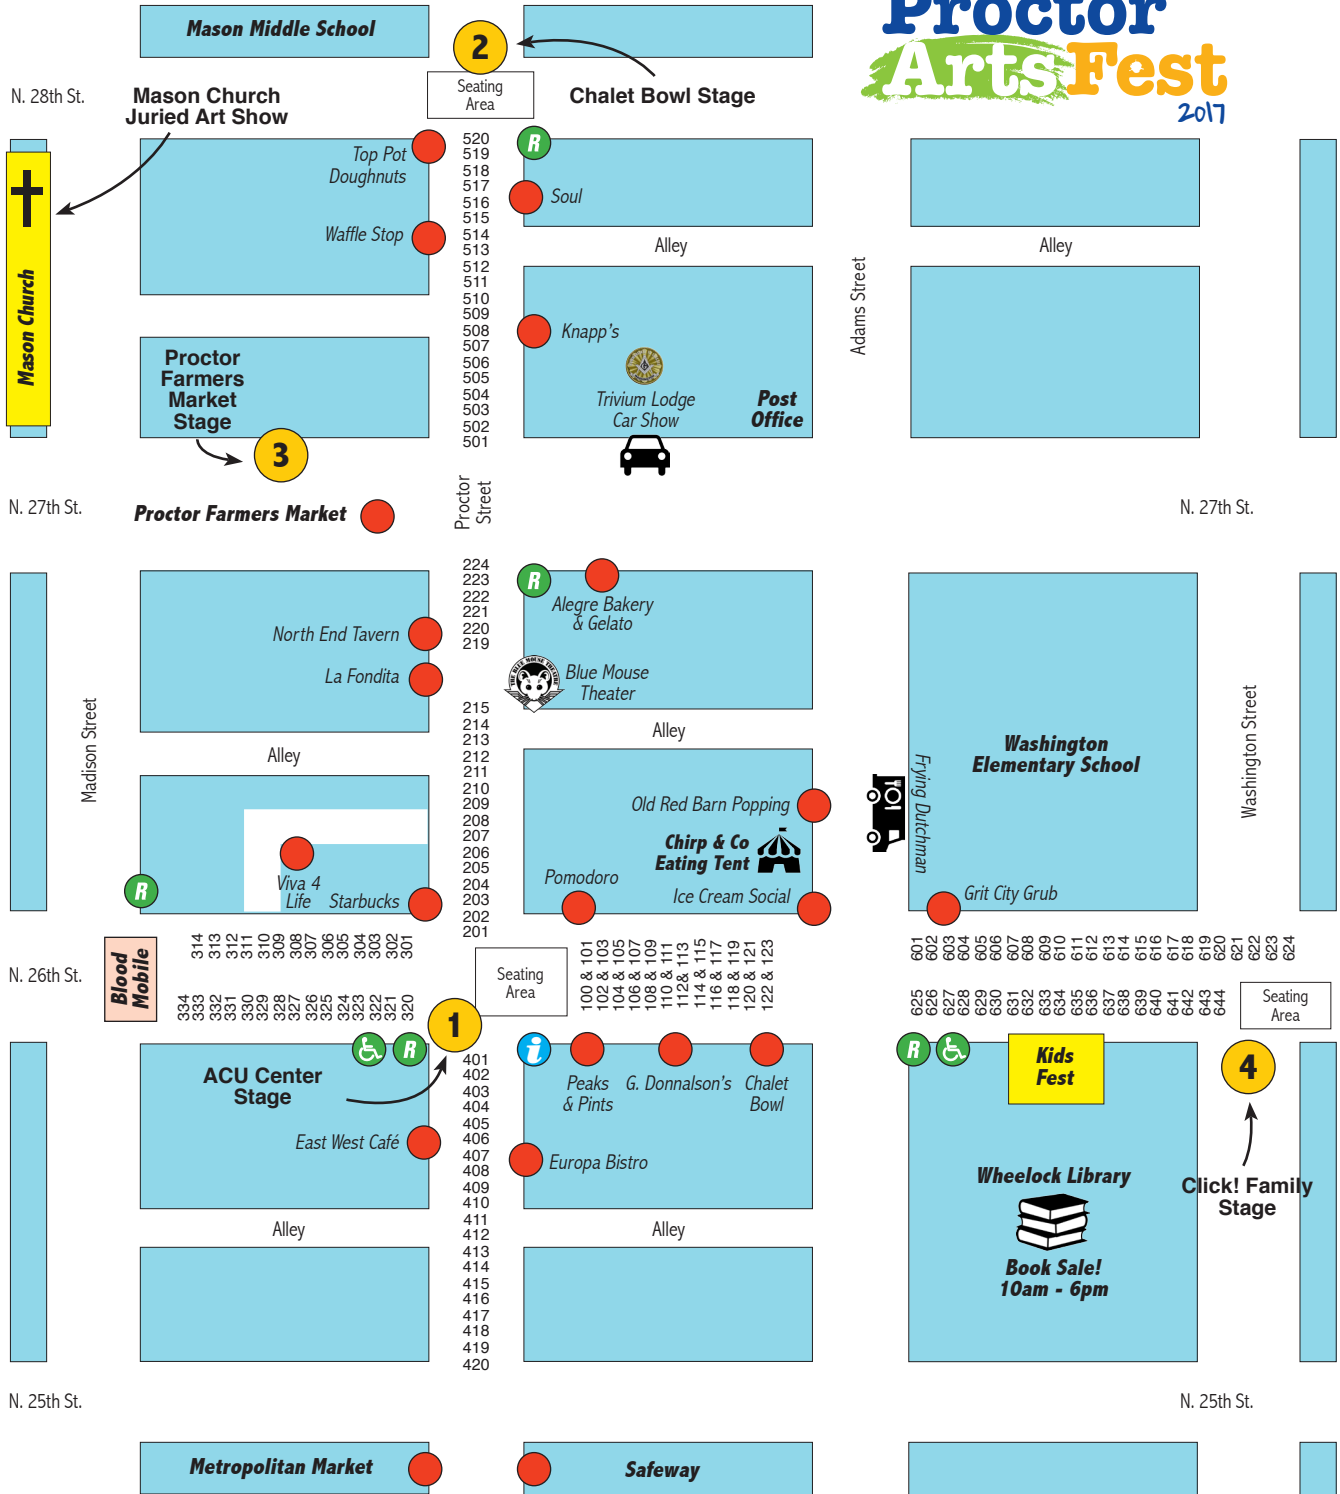 Proctor
ArtsFest
2017
Mason Middle School
2
Seating
Area
Chalet Bowl Stage
N. 28th St.
Mason Church
Juried Art Show
Mason Church
Top Pot
Doughnuts
Waffle Stop
520
519
518
517
516
515
514
513
512
511
510
509
508
507
506
505
504
503
502
501
R
Soul
Alley
Alley
Adams Street
Knapp's
Trivium Lodge
Car Show
Post
Office
Proctor
Farmers
Market
Stage
3
N. 27th St.
Proctor Farmers Market
Proctor
Street
N. 27th St.
224
223
222
221
220
219
215
214
213
212
211
210
209
208
207
206
205
204
203
202
201
R
Alegre Bakery
& Gelato
North End Tavern
La Fondita
THE BLUE MOUSE THEATRE
Blue Mouse
Theater
Alley
Alley
Madison Street
Washington Street
Washington
Elementary School
Frying Dutchman
Old Red Barn Popping
Chirp & Co
Eating Tent
Ice Cream Social
Pomodoro
Viva 4
Life
Starbucks
R
Grit City Grub
314
313
312
311
310
309
308
307
306
305
304
303
302
301
N. 26th St.
Blood
Mobile
334
333
332
331
330
329
328
327
326
325
324
323
322
321
320
1
Seating
Area
100 & 101
102 & 103
104 & 105
106 & 107
108 & 109
110 & 111
112& 113
114 & 115
116 & 117
118 & 119
120 & 121
122 & 123
601
602
603
604
605
606
607
608
609
610
611
612
613
614
615
616
617
618
619
620
621
622
623
624
625
626
627
628
629
630
631
632
633
634
635
636
637
638
639
640
641
642
643
644
Seating
Area
R
ACU Center
Stage
East West Café
401
402
403
404
405
406
407
408
409
410
411
412
413
414
415
416
417
418
419
420
i
Peaks
& Pints
G. Donnalson's
Chalet
Bowl
Europa Bistro
Alley
Alley
R
Kids
Fest
4
Click! Family
Stage
Wheelock Library
Book Sale!
10am - 6pm
N. 25th St.
N. 25th St.
Metropolitan Market
Safeway